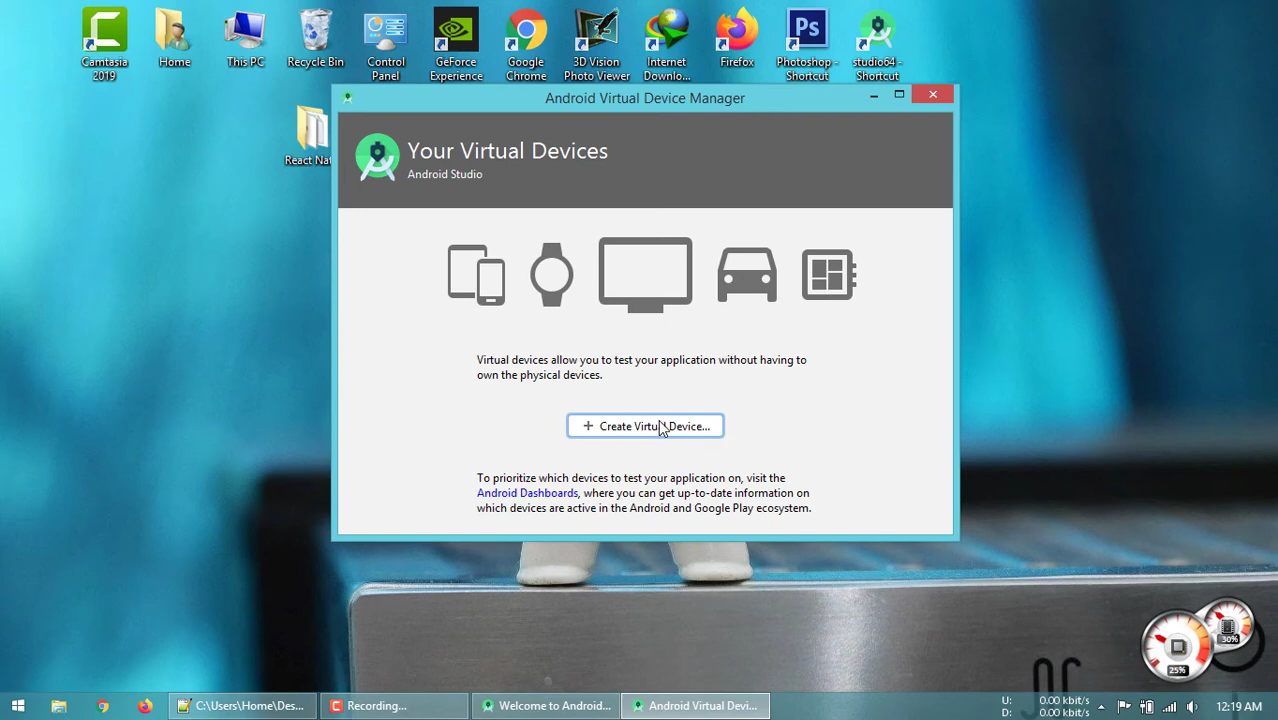 Camtasia 2019
Home
This PC
Recycle Bin
Control Panel
GeForce Experience
Google Chrome
3D Vision Photo Viewer
Internet Downlo...
Firefox
Photoshop - Shortcut
studio64 - Shortcut
Ps
React Nat
Android Virtual Device Manager
Your Virtual Devices
Android Studio
Virtual devices allow you to test your application without having to
own the physical devices.
+ Create Virtual Device...
To prioritize which devices to test your application on, visit the
Android Dashboards, where you can get up-to-date information on
which devices are active in the Android and Google Play ecosystem.
30%
25%
C:\Users\Home\Des...
Recording...
Welcome to Android...
Android Virtual Devi...
U: 0.00 kbit/s
D: 0.00 kbit/s
12:19 AM